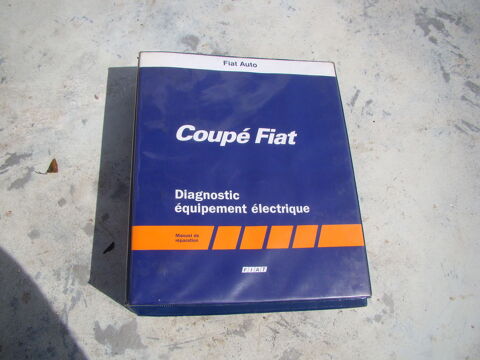 Fiat Auto
Coupé Fiat
Diagnostic
équipement électrique
Manuel de
réparation
FIAT